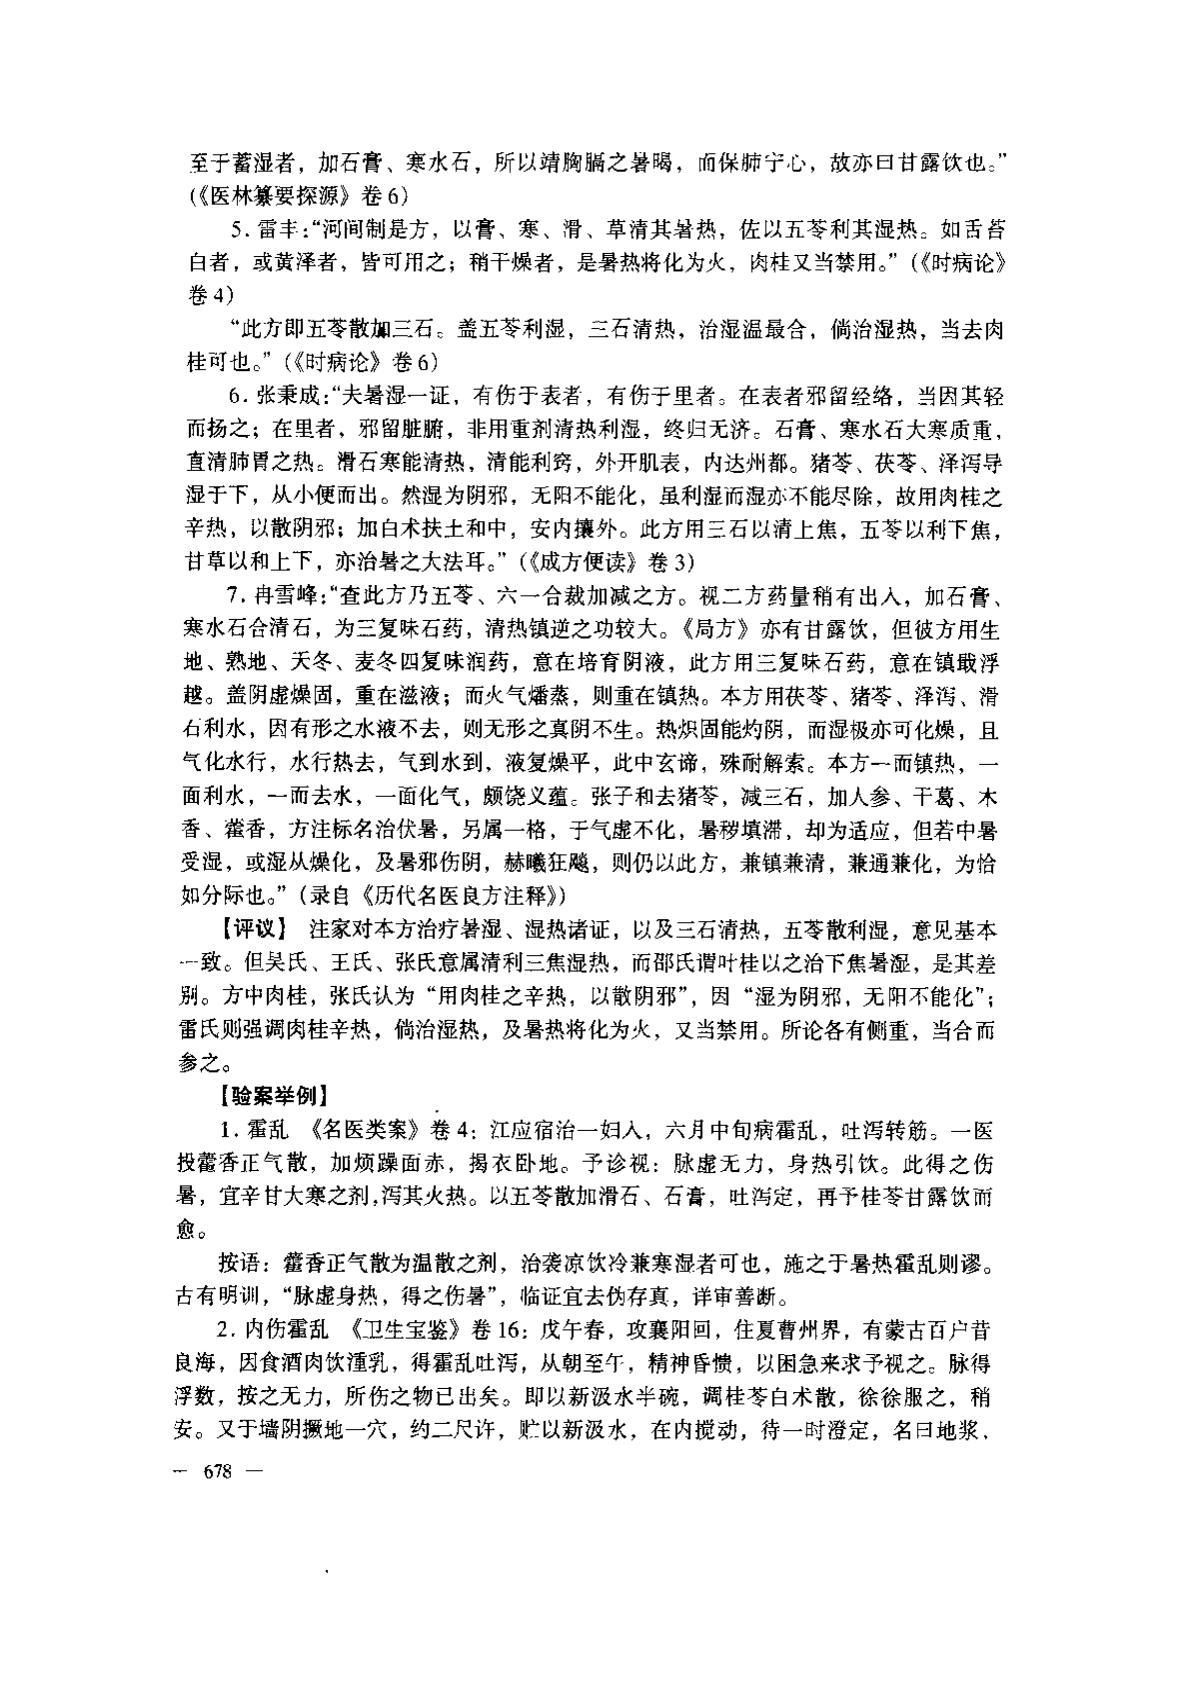 至于蓄湿者，加石膏、寒水石，所以靖胸膈之暑暍，而保肺宁心，故亦曰甘露饮也。”
(《医林纂要探源》卷 6)
5. 雷丰：“河间制是方，以膏、寒、滑、草清其暑热，佐以五苓利其湿热。如舌苔
白者，或黄泽者，皆可用之；稍干燥者，是暑热将化为火，肉桂又当禁用。”(《时病论》
卷 4)
“此方即五苓散加三石。盖五苓利湿，三石清热，治湿温最合，倘治湿热，当去肉
桂可也。”(《时病论》卷 6)
6. 张秉成：“夫暑湿一证，有伤于表者，有伤于里者。在表者邪留经络，当因其轻
而扬之；在里者，邪留脏腑，非用重剂清热利湿，终归无济。石膏、寒水石大寒质重，
直清肺胃之热。滑石寒能清热，清能利窍，外开肌表，内达州都。猪苓、茯苓、泽泻导
湿于下，从小便而出。然湿为阴邪，无阳不能化，虽利湿而湿亦不能尽除，故用肉桂之
辛热，以散阴邪；加白术扶土和中，安内攘外。此方用三石以清上焦，五苓以利下焦，
甘草以和上下，亦治暑之大法耳。”(《成方便读》卷 3)
7. 冉雪峰：“查此方乃五苓、六一合裁加减之方。视二方药量稍有出入，加石膏、
寒水石合清石，为三复味石药，清热镇逆之功较大。《局方》亦有甘露饮，但彼方用生
地、熟地、天冬、麦冬四复味润药，意在培育阴液，此方用三复味石药，意在镇戢浮
越。盖阴虚燥固，重在滋液；而火气燔蒸，则重在镇热。本方用茯苓、猪苓、泽泻、滑
石利水，因有形之水液不去，则无形之真阴不生。热炽固能灼阴，而湿极亦可化燥，且
气化水行，水行热去，气到水到，液复燥平，此中玄谛，殊耐解索。本方一面镇热，一
面利水，一面去水，一面化气，颇饶义蕴。张子和去猪苓，减三石，加人参、干葛、木
香、藿香，方注标名治伏暑，另属一格，于气虚不化，暑秽填滞，却为适应，但若中暑
受湿，或湿从燥化，及暑邪伤阴，赫曦狂飚，则仍以此方，兼镇兼清，兼通兼化，为恰
如分际也。”(录自《历代名医良方注释》)
【评议】 注家对本方治疗暑湿、湿热诸证，以及三石清热，五苓散利湿，意见基本
一致。但吴氏、王氏、张氏意属清利三焦湿热，而邵氏谓叶桂以之治下焦暑湿，是其差
别。方中肉桂，张氏认为“用肉桂之辛热，以散阴邪”，因“湿为阴邪，无阳不能化”；
雷氏则强调肉桂辛热，倘治湿热，及暑热将化为火，又当禁用。所论各有侧重，当合而
参之。
【验案举例】
1. 霍乱 《名医类案》卷 4：江应宿治一妇人，六月中旬病霍乱，吐泻转筋。一医
投藿香正气散，加烦躁面赤，揭衣卧地。予诊视：脉虚无力，身热引饮。此得之伤
暑，宜辛甘大寒之剂，泻其火热。以五苓散加滑石、石膏，吐泻定，再予桂苓甘露饮而
愈。
按语：藿香正气散为温散之剂，治袭凉饮冷兼寒湿者可也，施之于暑热霍乱则谬。
古有明训，“脉虚身热，得之伤暑”，临证宜去伪存真，详审善断。
2. 内伤霍乱 《卫生宝鉴》卷 16：戊午春，攻襄阳回，住夏曹州界，有蒙古百户昔
良海，因食酒肉饮湩乳，得霍乱吐泻，从朝至午，精神昏愦，以困急来求予视之。脉得
浮数，按之无力，所伤之物已出矣。即以新汲水半碗，调桂苓白术散，徐徐服之，稍
安。又于墙阴撅地一穴，约二尺许，贮以新汲水，在内搅动，待一时澄定，名曰地浆，
— 678 —